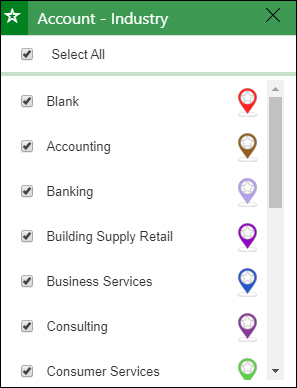 Account - Industry
Select All
Blank
Accounting
Banking
Building Supply Retail
Business Services
Consulting
Consumer Services